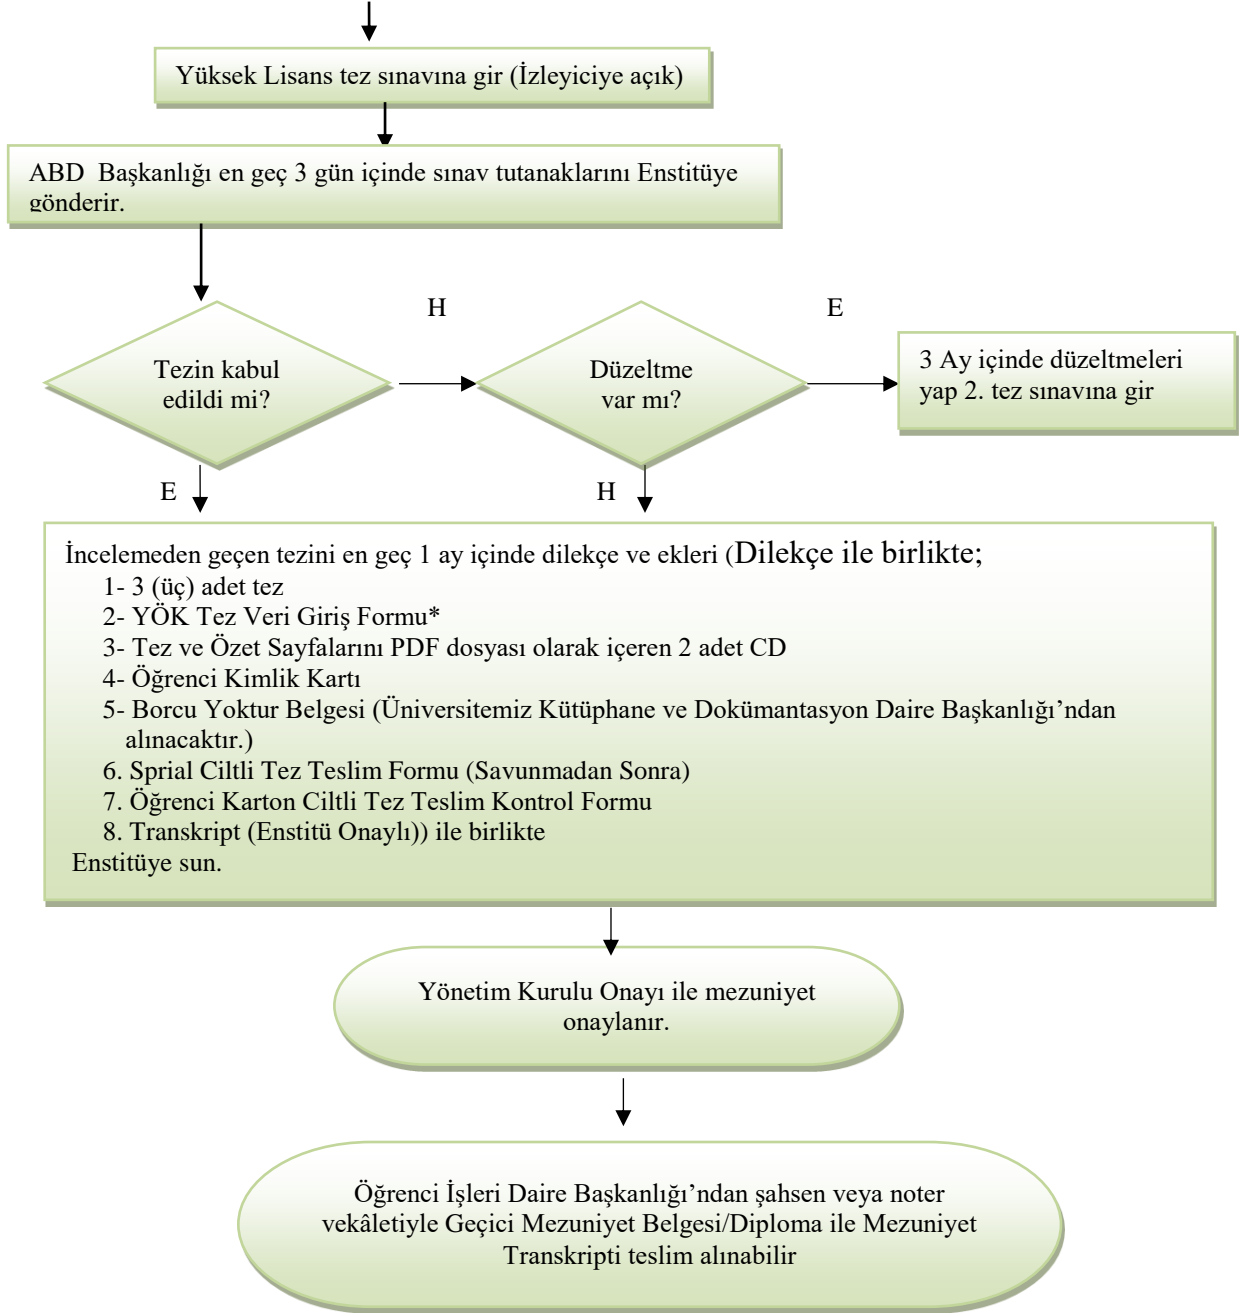 Yüksek Lisans tez sınavına gir (İzleyiciye açık)
ABD  Başkanlığı en geç 3 gün içinde sınav tutanaklarını Enstitüye
gönderir.
H
E
Tezin kabul
edildi mi?
Düzeltme
var mı?
3 Ay içinde düzeltmeleri
yap 2. tez sınavına gir
E
H
İncelemeden geçen tezini en geç 1 ay içinde dilekçe ve ekleri (Dilekçe ile birlikte;
1- 3 (üç) adet tez
2- YÖK Tez Veri Giriş Formu*
3- Tez ve Özet Sayfalarını PDF dosyası olarak içeren 2 adet CD
4- Öğrenci Kimlik Kartı
5- Borcu Yoktur Belgesi (Üniversitemiz Kütüphane ve Dokümantasyon Daire Başkanlığı’ndan
alınacaktır.)
6. Sprial Ciltli Tez Teslim Formu (Savunmadan Sonra)
7. Öğrenci Karton Ciltli Tez Teslim Kontrol Formu
8. Transkript (Enstitü Onaylı)) ile birlikte
Enstitüye sun.
Yönetim Kurulu Onayı ile mezuniyet
onaylanır.
Öğrenci İşleri Daire Başkanlığı’ndan şahsen veya noter
vekâletiyle Geçici Mezuniyet Belgesi/Diploma ile Mezuniyet
Transkripti teslim alınabilir